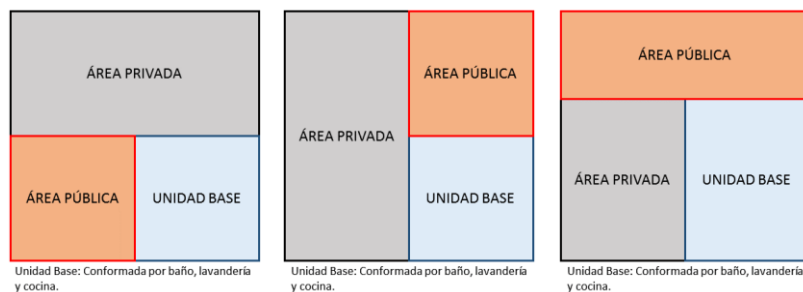 ÁREA PRIVADA
ÁREA PÚBLICA
UNIDAD BASE
Unidad Base: Conformada por baño, lavandería
y cocina.
ÁREA PÚBLICA
ÁREA PRIVADA
UNIDAD BASE
Unidad Base: Conformada por baño, lavandería
y cocina.
ÁREA PÚBLICA
ÁREA PRIVADA
UNIDAD BASE
Unidad Base: Conformada por baño, lavandería
y cocina.